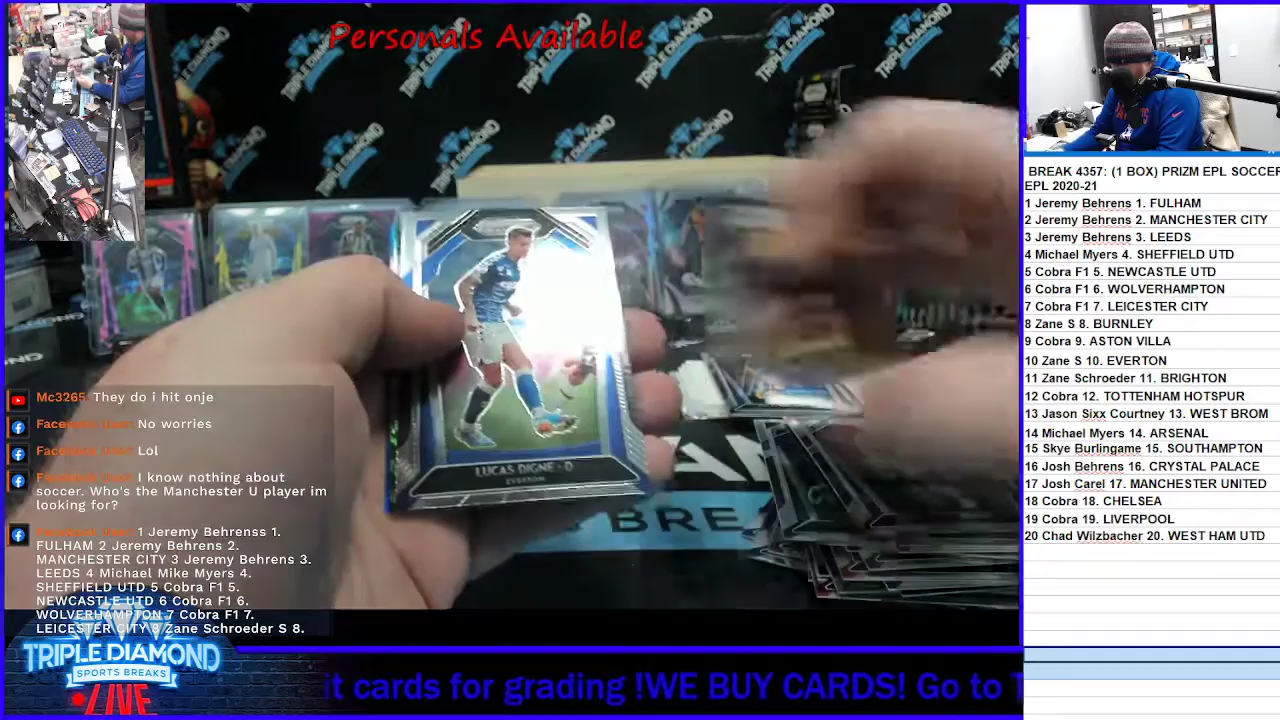 Personals Available
TRIPLE DIAMOND
TRIPLE DIAMOND
LUCAS DIGNE - D
EVERTON
Mc3265: They do i hit onje
No worries
Lol
I know nothing about
soccer. Who's the Manchester U player im
looking for?
1 Jeremy Behrenss 1.
FULHAM 2 Jeremy Behrens 2.
MANCHESTER CITY 3 Jeremy Behrens 3.
LEEDS 4 Michael Mike Myers 4.
SHEFFIELD UTD 5 Cobra F1 5.
NEWCASTLE UTD 6 Cobra F1 6.
WOLVERHAMPTON 7 Cobra F1 7.
LEICESTER CITY 8 Zane Schroeder S 8.
TRIPLE DIAMOND
SPORTS BREAKS
LIVE
it cards for grading !WE BUY CARDS! Go to
BREAK 4357: (1 BOX) PRIZM EPL SOCCER
EPL 2020-21
1 Jeremy Behrens 1. FULHAM
2 Jeremy Behrens 2. MANCHESTER CITY
3 Jeremy Behrens 3. LEEDS
4 Michael Myers 4. SHEFFIELD UTD
5 Cobra F1 5. NEWCASTLE UTD
6 Cobra F1 6. WOLVERHAMPTON
7 Cobra F1 7. LEICESTER CITY
8 Zane S 8. BURNLEY
9 Cobra 9. ASTON VILLA
10 Zane S 10. EVERTON
11 Zane Schroeder 11. BRIGHTON
12 Cobra 12. TOTTENHAM HOTSPUR
13 Jason Sixx Courtney 13. WEST BROM
14 Michael Myers 14. ARSENAL
15 Skye Burningame 15. SOUTHAMPTON
16 Josh Behrens 16. CRYSTAL PALACE
17 Josh Carel 17. MANCHESTER UNITED
18 Cobra 18. CHELSEA
19 Cobra 19. LIVERPOOL
20 Chad Wilzbacher 20. WEST HAM UTD